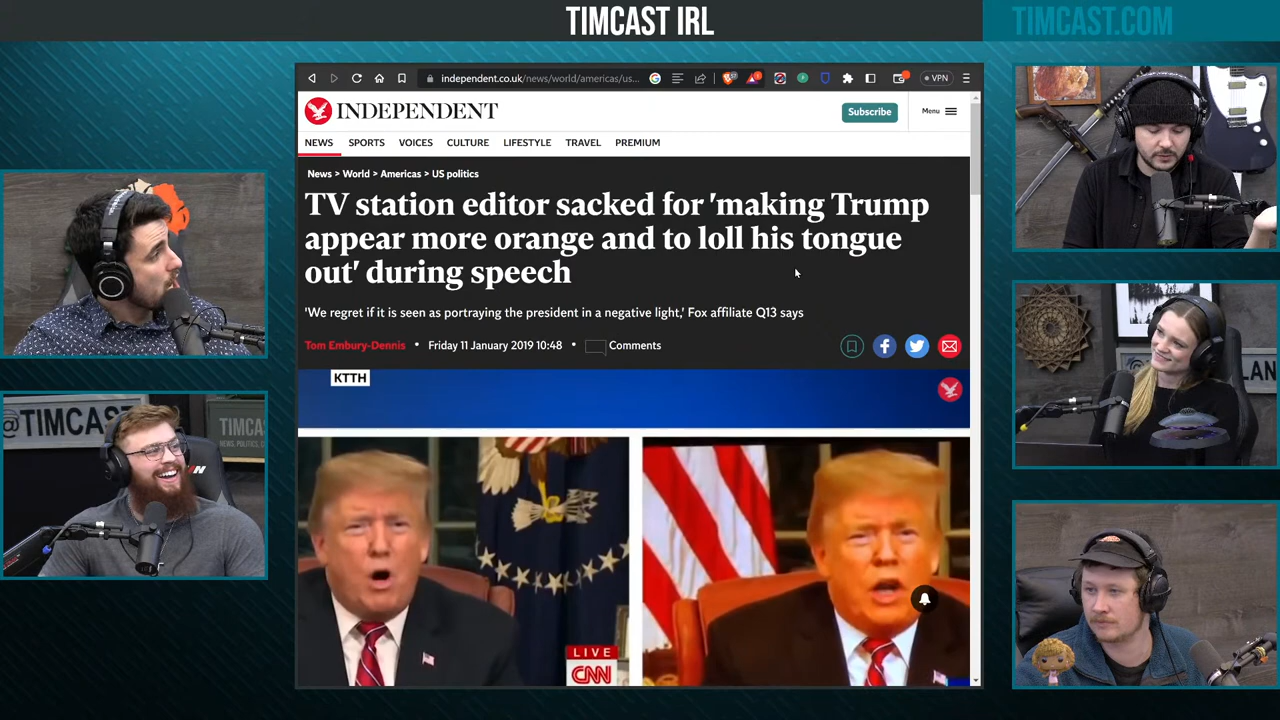 TIMCAST IRL
TIMCAST.COM
independent.co.uk/news/world/americas/us...
VPN
INDEPENDENT
Subscribe
Menu
NEWS SPORTS VOICES CULTURE LIFESTYLE TRAVEL PREMIUM
News > World > Americas > US politics
TV station editor sacked for 'making Trump
appear more orange and to loll his tongue
out' during speech
'We regret if it is seen as portraying the president in a negative light,' Fox affiliate Q13 says
Tom Embury-Dennis • Friday 11 January 2019 10:48 • Comments
KTTH
LIVE
CNN
@TIMCAST
TIMCAST
NEWS, POLITICS, C
LAN